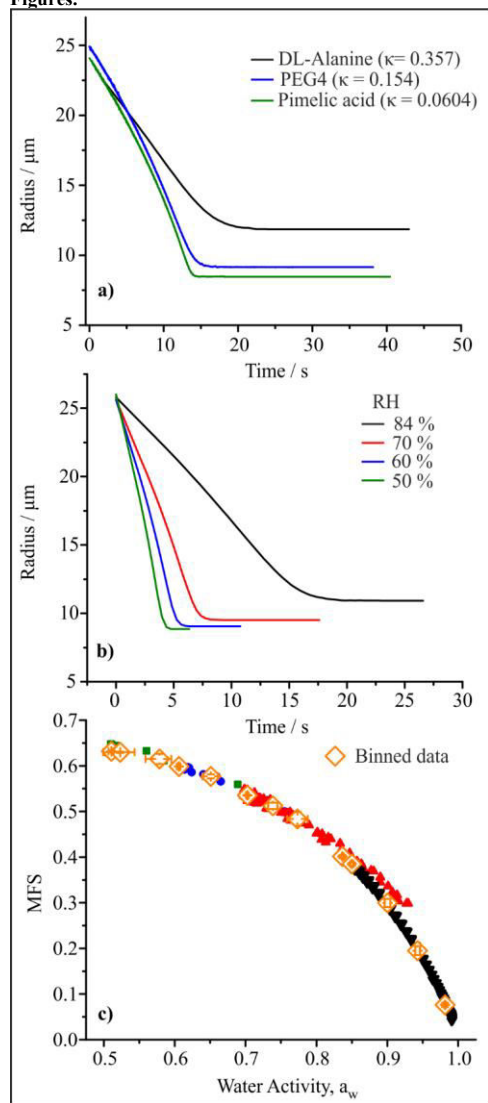 Figures.
25
20
15
10
5
Radius / μm
DL-Alanine (κ= 0.357)
PEG4 (κ = 0.154)
Pimelic acid (κ = 0.0604)
a)
0 10 20 30 40 50
Time / s
25
20
15
10
5
Radius / μm
RH
84 %
70 %
60 %
50 %
b)
0 5 10 15 20 25 30
Time / s
0.7
0.6
0.5
0.4
0.3
0.2
0.1
0.0
MFS
Binned data
c)
0.5 0.6 0.7 0.8 0.9 1.0
Water Activity, a_w